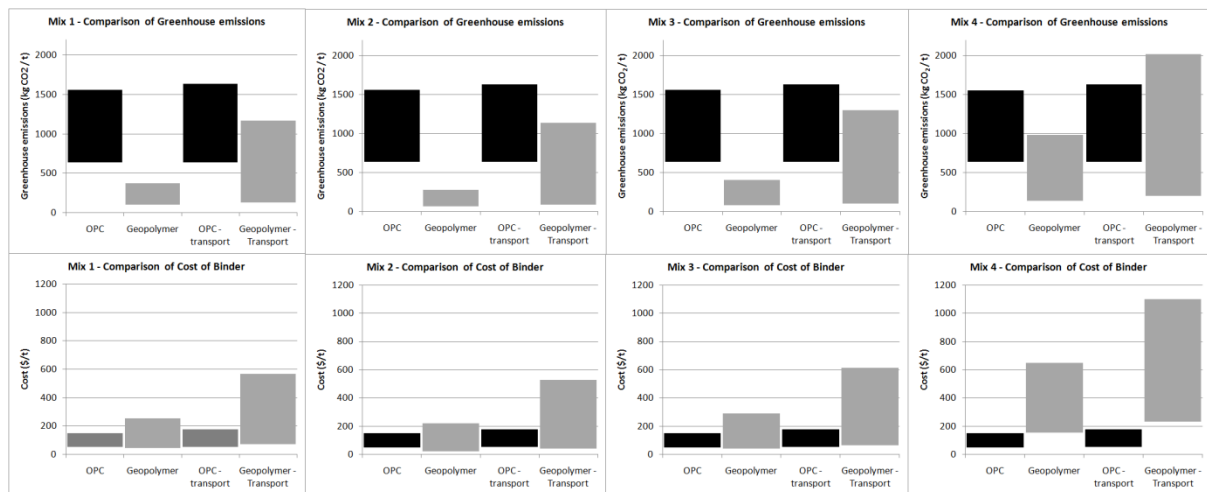 Mix 1 - Comparison of Greenhouse emissions
Greenhouse emissions (kg CO2 / t)
2000
1500
1000
500
0
OPC
Geopolymer
OPC -
transport
Geopolymer -
Transport
Mix 2 - Comparison of Greenhouse emissions
Greenhouse emissions (kg CO2 / t)
2000
1500
1000
500
0
OPC
Geopolymer
OPC -
transport
Geopolymer -
Transport
Mix 3 - Comparison of Greenhouse emissions
Greenhouse emissions (kg CO₂ / t)
2000
1500
1000
500
0
OPC
Geopolymer
OPC -
transport
Geopolymer -
Transport
Mix 4 - Comparison of Greenhouse emissions
Greenhouse emissions (kg CO₂ / t)
2000
1500
1000
500
0
OPC
Geopolymer
OPC -
transport
Geopolymer -
Transport
Mix 1 - Comparison of Cost of Binder
Cost ($/t)
1200
1000
800
600
400
200
0
OPC
Geopolymer
OPC -
transport
Geopolymer -
Transport
Mix 2 - Comparison of Cost of Binder
Cost ($/t)
1200
1000
800
600
400
200
0
OPC
Geopolymer
OPC -
transport
Geopolymer -
Transport
Mix 3 - Comparison of Cost of Binder
Cost ($/t)
1200
1000
800
600
400
200
0
OPC
Geopolymer
OPC -
transport
Geopolymer -
Transport
Mix 4 - Comparison of Cost of Binder
Cost ($/t)
1200
1000
800
600
400
200
0
OPC
Geopolymer
OPC -
transport
Geopolymer -
Transport